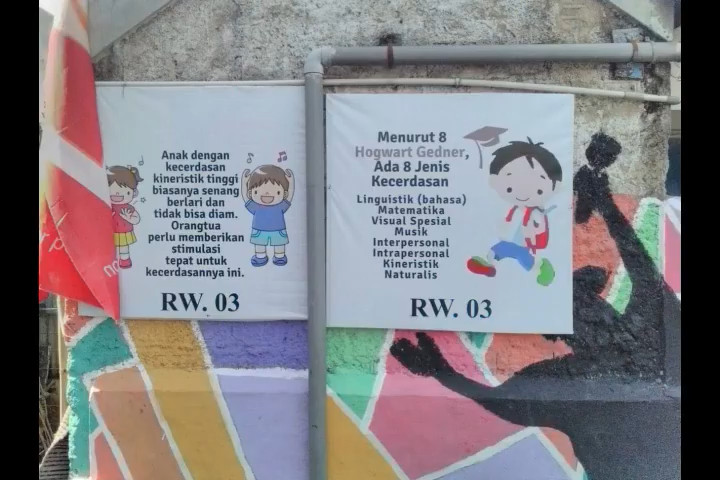 Anak dengan
kecerdasan
kineristik tinggi
biasanya senang
berlari dan
tidak bisa diam.
Orangtua
perlu memberikan
stimulasi
tepat untuk
kecerdasannya ini.
RW. 03
Menurut 8
Hogwart Gedner,
Ada 8 Jenis
Kecerdasan
Linguistik (bahasa)
Matematika
Visual Spesial
Musik
Interpersonal
Intrapersonal
Kineristik
Naturalis
RW. 03